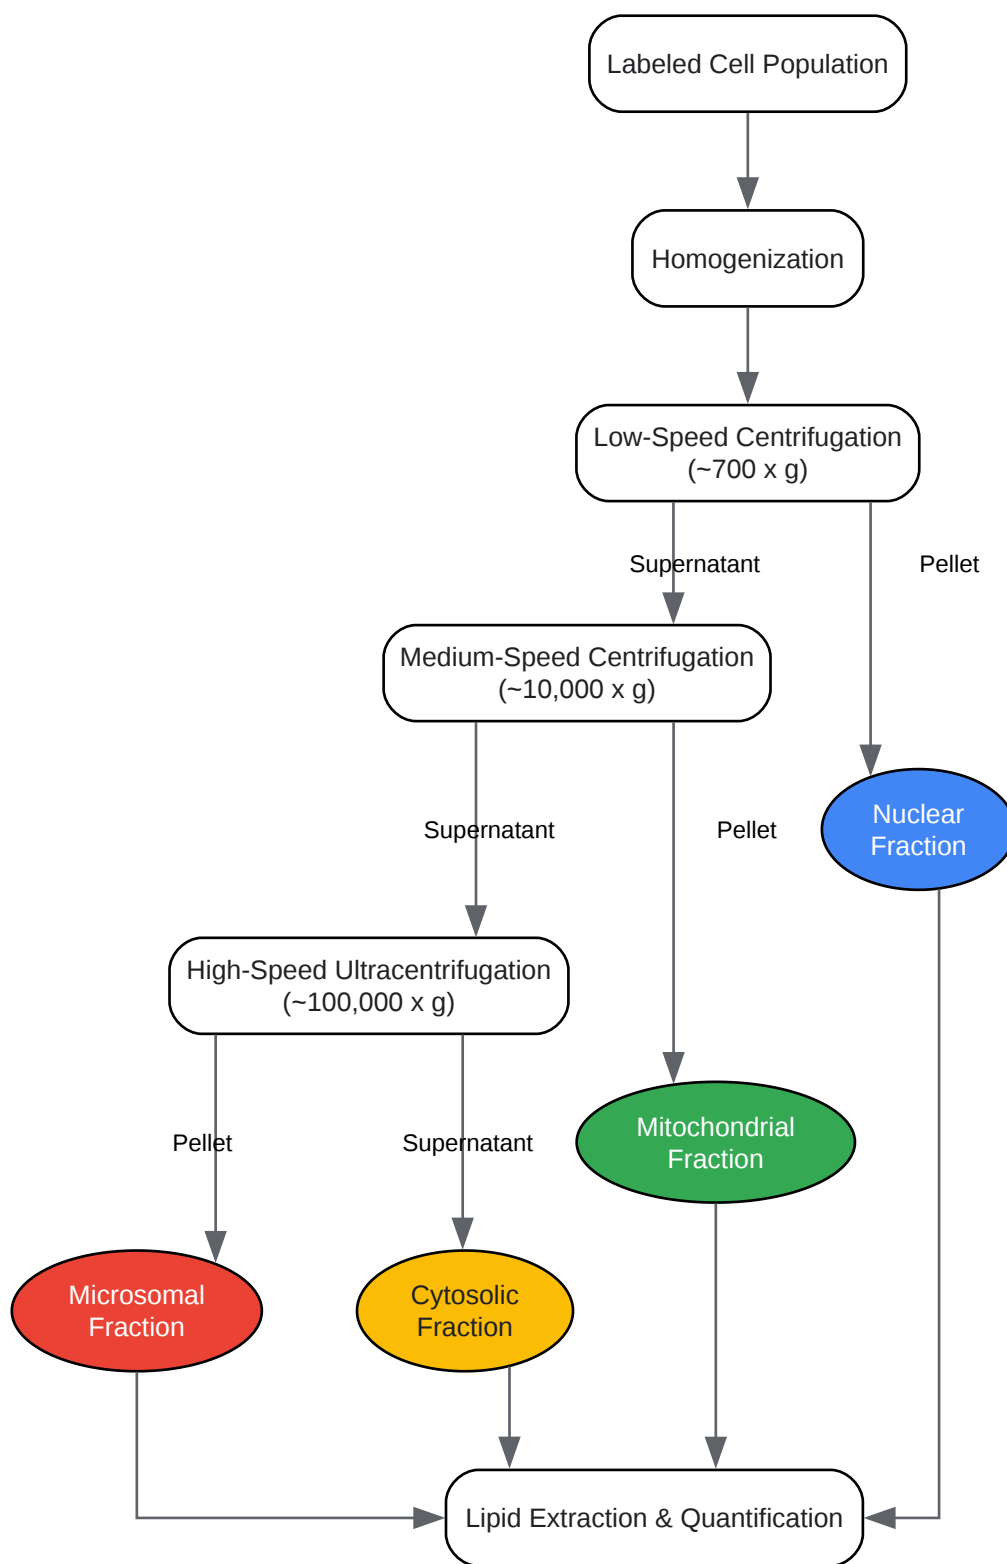 Labeled Cell Population
Homogenization
Low-Speed Centrifugation
(~700 x g)
Supernatant
Pellet
Medium-Speed Centrifugation
(~10,000 x g)
Supernatant
Pellet
Nuclear
Fraction
High-Speed Ultracentrifugation
(~100,000 x g)
Pellet
Supernatant
Mitochondrial
Fraction
Microsomal
Fraction
Cytosolic
Fraction
Lipid Extraction & Quantification